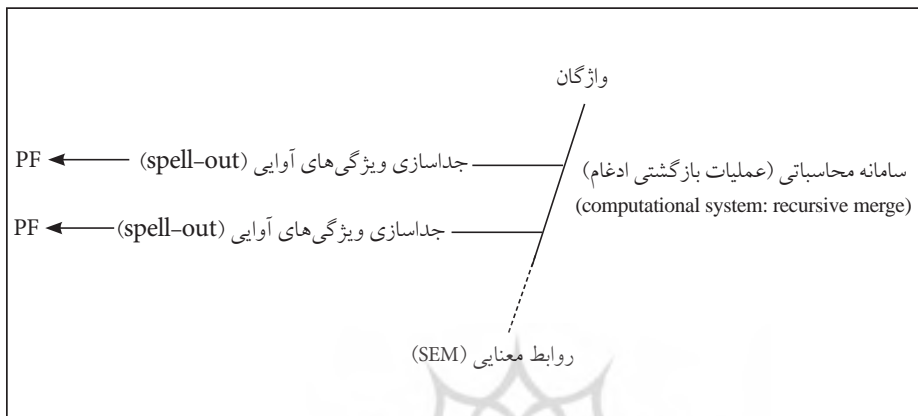 واژگان
جداسازی ویژگی‌های آوایی (spell-out) PF
سامانه محاسباتی (عملیات بازگشتی ادغام)
(computational system: recursive merge)
جداسازی ویژگی‌های آوایی (spell-out) PF
روابط معنایی (SEM)